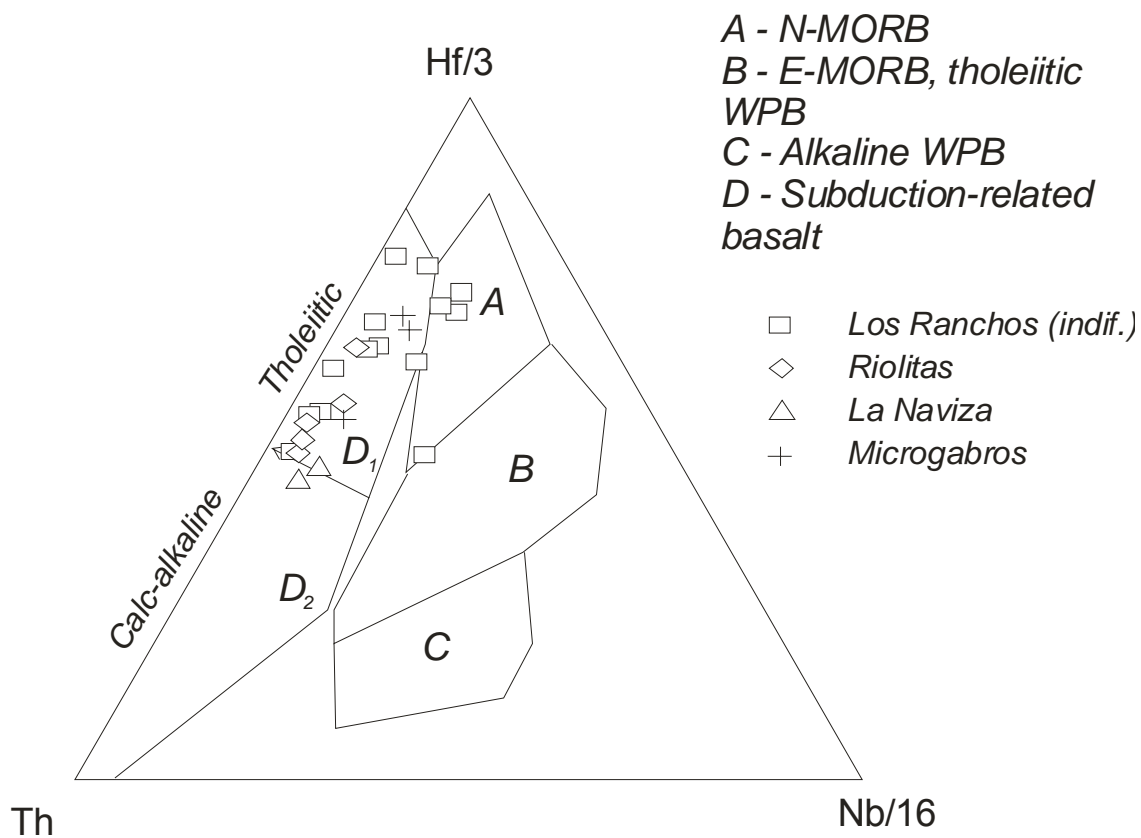 A - N-MORB
B - E-MORB, tholeiitic
WPB
C - Alkaline WPB
D - Subduction-related
basalt
Hf/3
Tholeiitic
Calc-alkaline
A
B
C
D1
D2
Th
Nb/16
Los Ranchos (indif.)
Riolitas
La Naviza
Microgabros